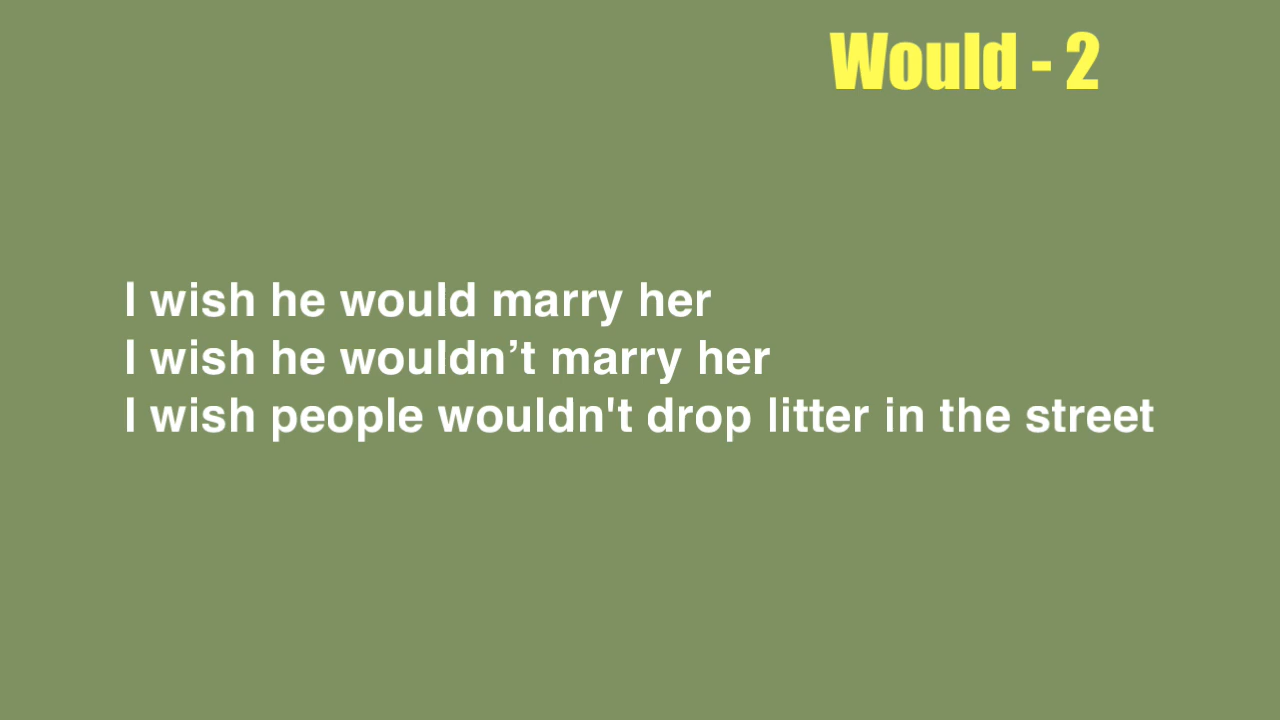 Would - 2
I wish he would marry her
I wish he wouldn’t marry her
I wish people wouldn't drop litter in the street